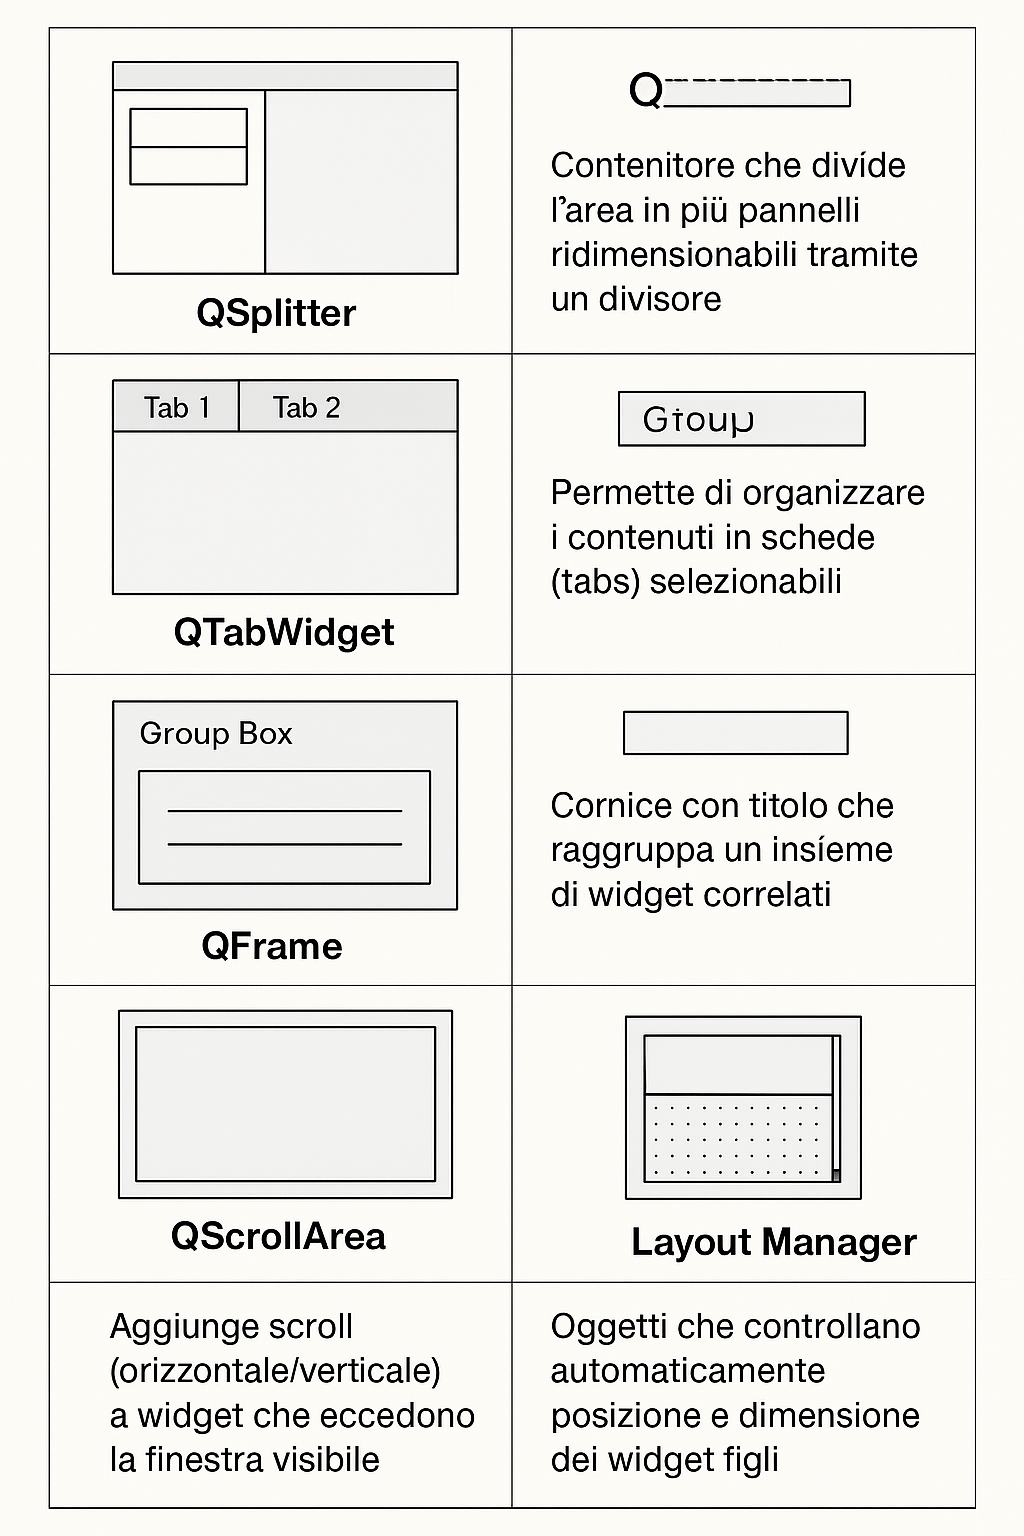 Q
Contenitore che divíde
l’area in piü pannelli
ridimensionabili tramite
un divisore
QSplitter
Tab 1 Tab 2
Group
Permette di organizzare
i contenuti in schede
(tabs) selezionabili
QTabWidget
Group Box
Cornice con titolo che
raggruppa un insíeme
di widget correlati
QFrame
QScrollArea
Layout Manager
Aggiunge scroll
(orizzontale/verticale)
a widget che eccedono
la finestra visibile
Oggetti che controllano
automaticamente
posizione e dimensione
dei widget figli